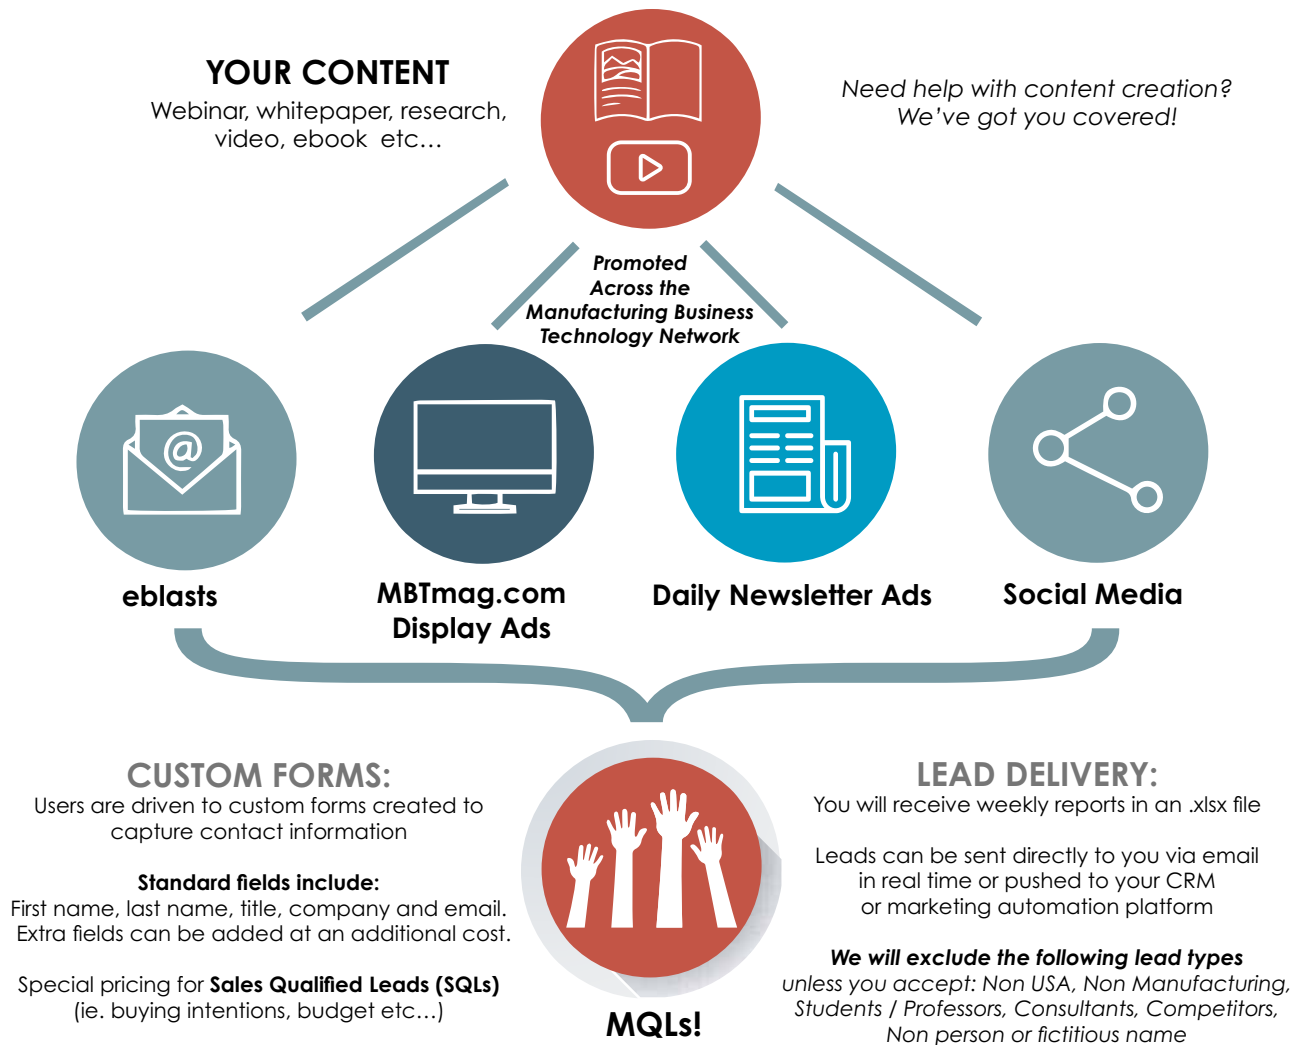 YOUR CONTENT
Webinar, whitepaper, research,
video, ebook etc...
Need help with content creation?
We've got you covered!
Promoted
Across the
Manufacturing Business
Technology Network
@
eblasts
MBTmag.com
Display Ads
Daily Newsletter Ads
Social Media
CUSTOM FORMS:
Users are driven to custom forms created to
capture contact information
Standard fields include:
First name, last name, title, company and email.
Extra fields can be added at an additional cost.
Special pricing for Sales Qualified Leads (SQLs)
(ie. buying intentions, budget etc...)
MQLs!
LEAD DELIVERY:
You will receive weekly reports in an .xlsx file
Leads can be sent directly to you via email
in real time or pushed to your CRM
or marketing automation platform
We will exclude the following lead types
unless you accept: Non USA, Non Manufacturing,
Students / Professors, Consultants, Competitors,
Non person or fictitious name